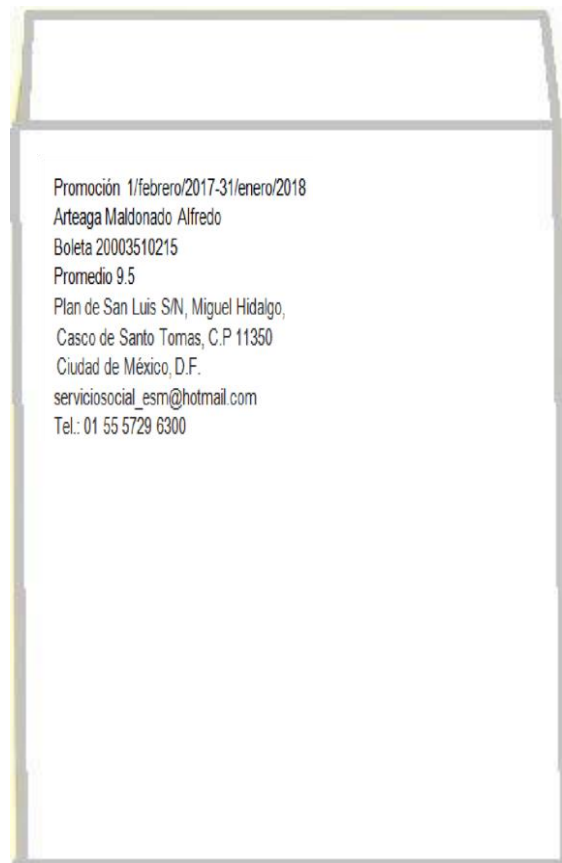 Promoción 1/febrero/2017-31/enero/2018
Arteaga Maldonado Alfredo
Boleta 20003510215
Promedio 9.5
Plan de San Luis S/N, Miguel Hidalgo,
Casco de Santo Tomas, C.P 11350
Ciudad de México, D.F.
serviciosocial_esm@hotmail.com
Tel.: 01 55 5729 6300